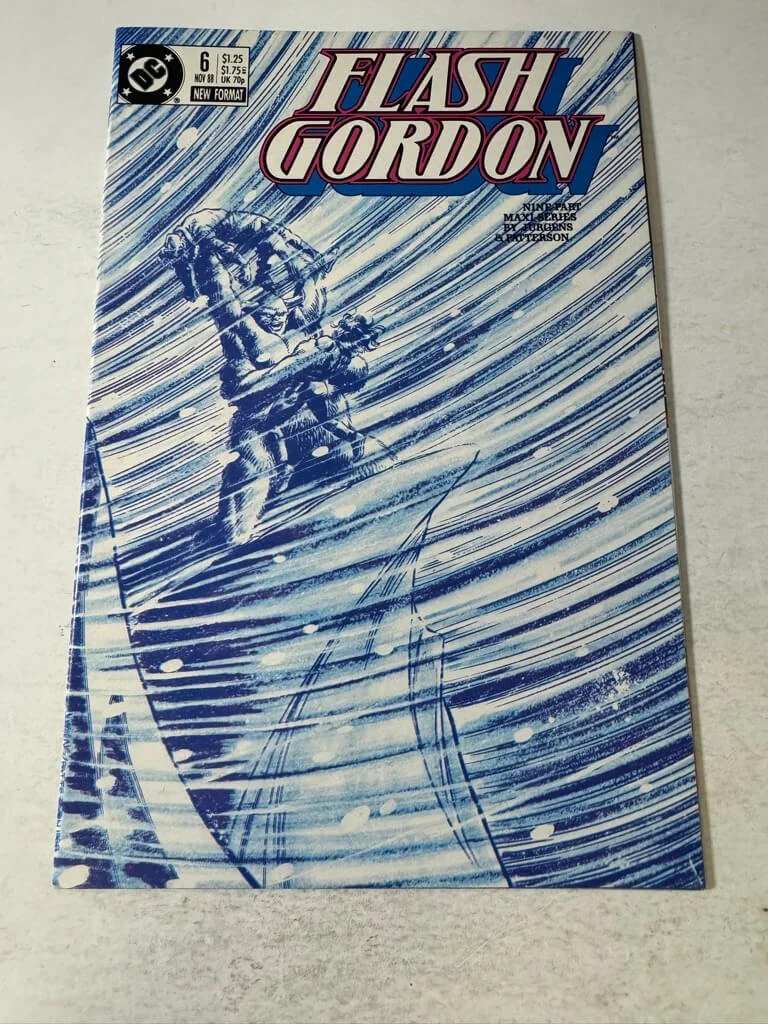 DC
®
6
NOV 88
$1.25
$1.75
UK 70p
NEW FORMAT
FLASH
GORDON
NINE-PART
MAXI-SERIES
BY JURGENS
& PATTERSON